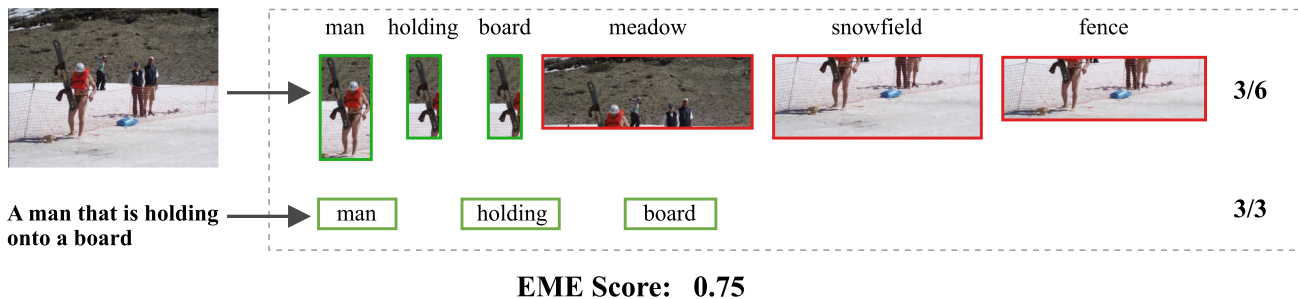 man holding board meadow snowfield fence
3/6
A man that is holding
onto a board
man holding board
3/3
EME Score: 0.75